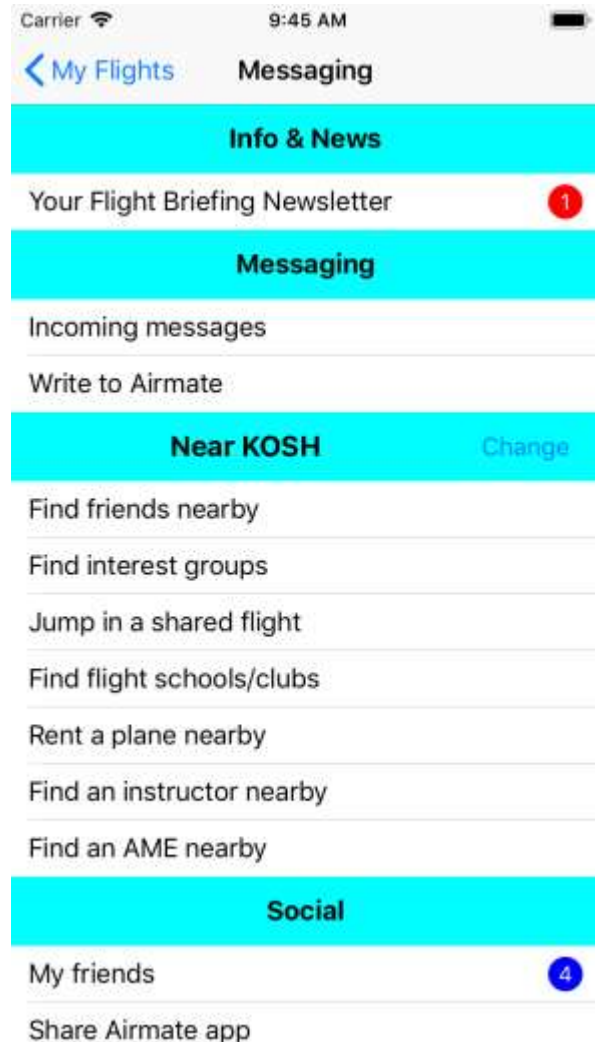 Carrier 9:45 AM
My Flights Messaging
Info & News
Your Flight Briefing Newsletter 1
Messaging
Incoming messages
Write to Airmate
Near KOSH Change
Find friends nearby
Find interest groups
Jump in a shared flight
Find flight schools/clubs
Rent a plane nearby
Find an instructor nearby
Find an AME nearby
Social
My friends 4
Share Airmate app